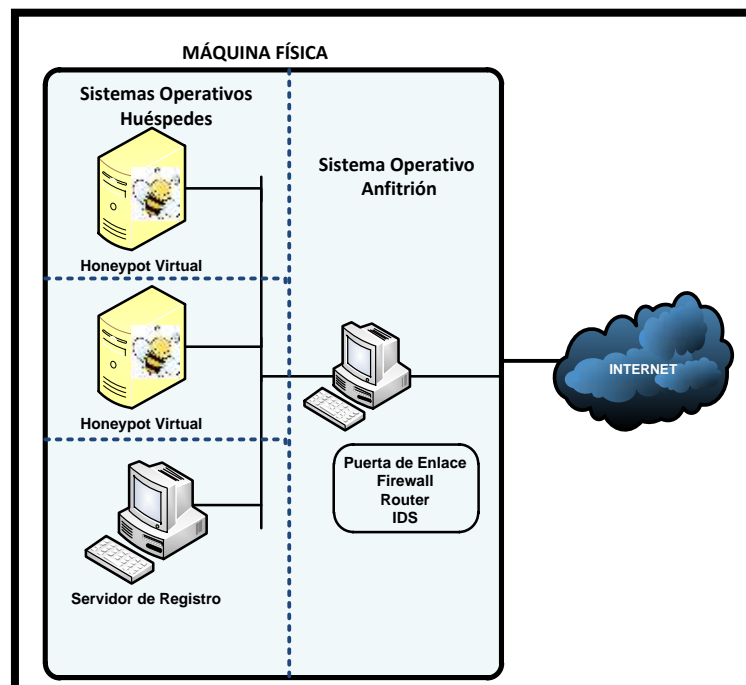 MÁQUINA FÍSICA
Sistemas Operativos
Huéspedes
Honeypot Virtual
Honeypot Virtual
Servidor de Registro
Sistema Operativo
Anfitrión
Puerta de Enlace
Firewall
Router
IDS
INTERNET